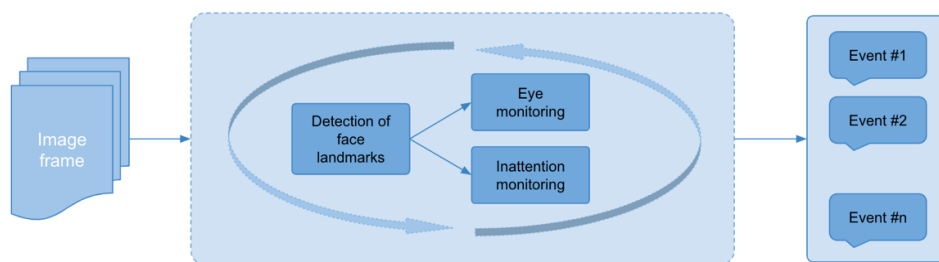 Image
frame
Detection of
face
landmarks
Eye
monitoring
Inattention
monitoring
Event #1
Event #2
Event #n